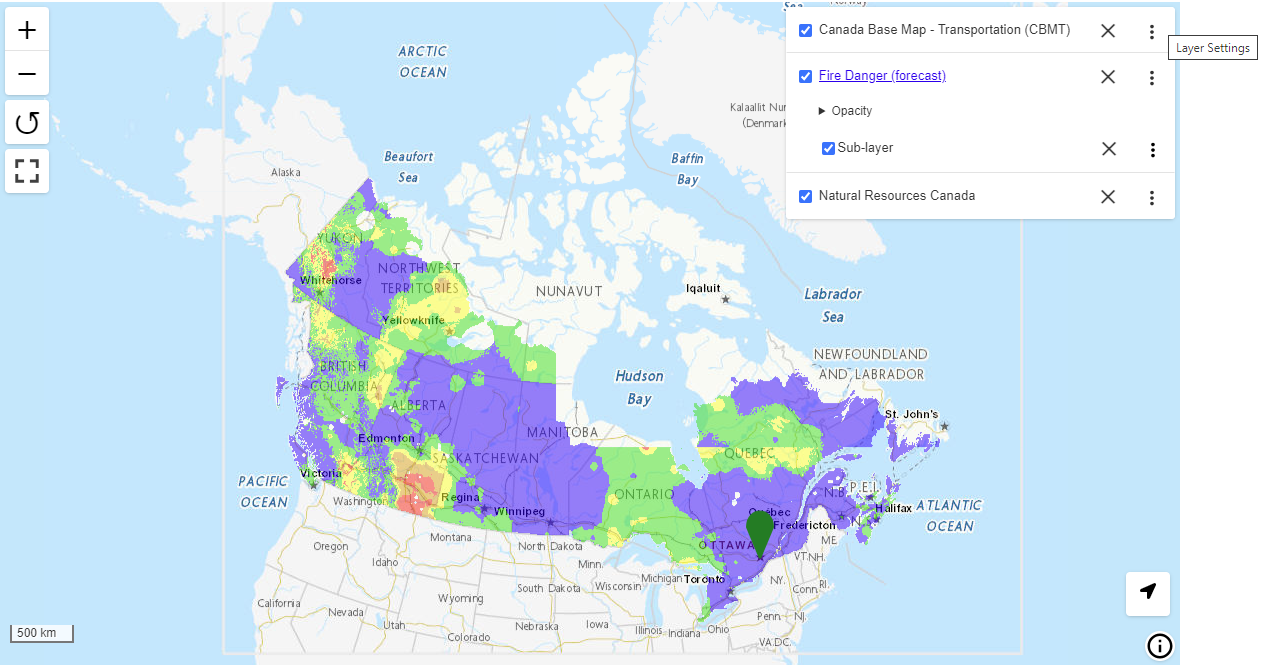 Sea
Norway
Canada Base Map - Transportation (CBMT)
Layer Settings
Fire Danger (forecast)
Opacity
Sub-layer
Natural Resources Canada
ARCTIC
OCEAN
Kalaallit Nun
(Denmark
Beaufort
Sea
Baffin
Bay
Alaska
YUKON
Whitehorse
NORTHWEST
TERRITORIES
NUNAVUT
Iqaluit
Labrador
Sea
Yellowknife
NEWFOUNDLAND
AND LABRADOR
BRITISH
COLUMBIA
Hudson
Bay
ALBERTA
St. John's
Edmonton
MANITOBA
SASKATCHEWAN
QUEBEC
Victoria
PACIFIC
OCEAN
Washington
Regina
ONTARIO
N.B.
P.E.I.
Winnipeg
Québec
Halifax
N.
ATLANTIC
OCEAN
Fredericton
Montana
North Dakota
OTTAWA
ME.
Oregon
Idaho
Minn.
VT.
N.H.
Michigan
Toronto
South Dakota
Wisconsin
N.Y.
Conn.
R.I.
Wyoming
California
Nevada
Nebraska
Iowa
Penn.
N.J.
Utah
Colorado
Illinois
Indiana
Ohio
VA.
D.C.
500 km